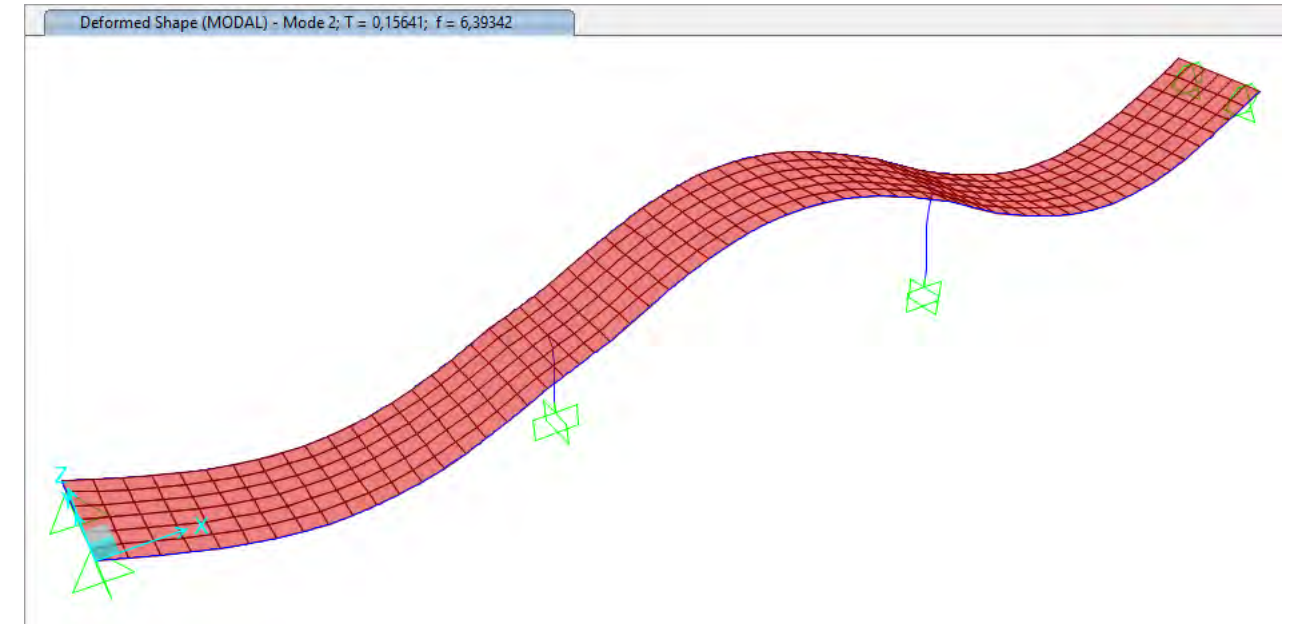 Deformed Shape (MODAL) - Mode 2; T = 0,15641; f = 6,39342
Z
X